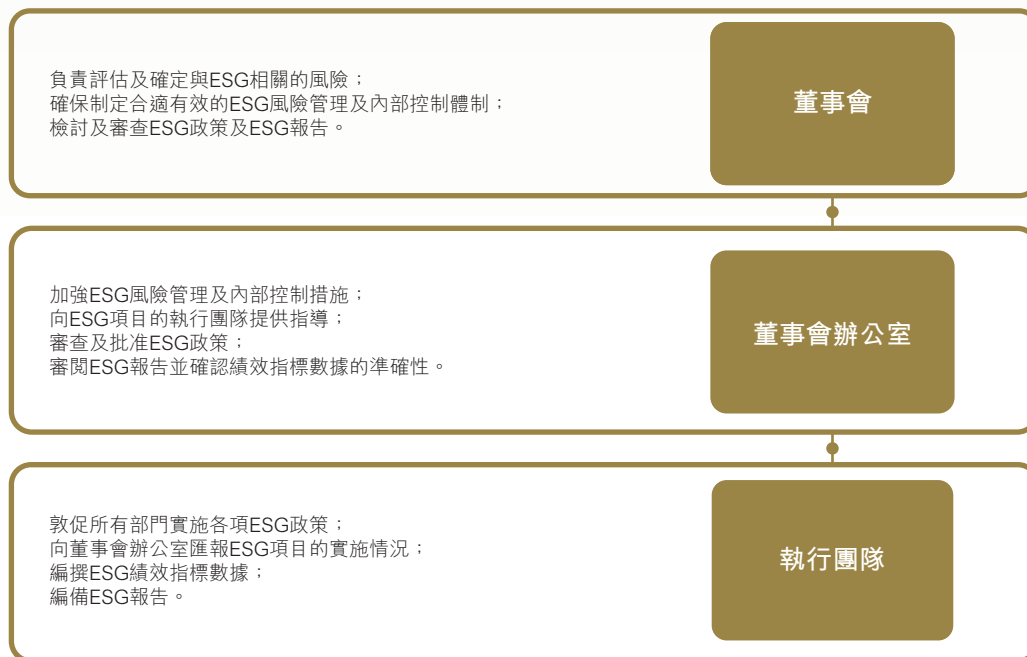 負責評估及確定與ESG相關的風險；
確保制定合適有效的ESG風險管理及內部控制體制；
檢討及審查ESG政策及ESG報告。
董事會
加強ESG風險管理及內部控制措施；
向ESG項目的執行團隊提供指導；
審查及批准ESG政策；
審閱ESG報告並確認績效指標數據的準確性。
董事會辦公室
敦促所有部門實施各項ESG政策；
向董事會辦公室匯報ESG項目的實施情況；
編撰ESG績效指標數據；
編備ESG報告。
執行團隊